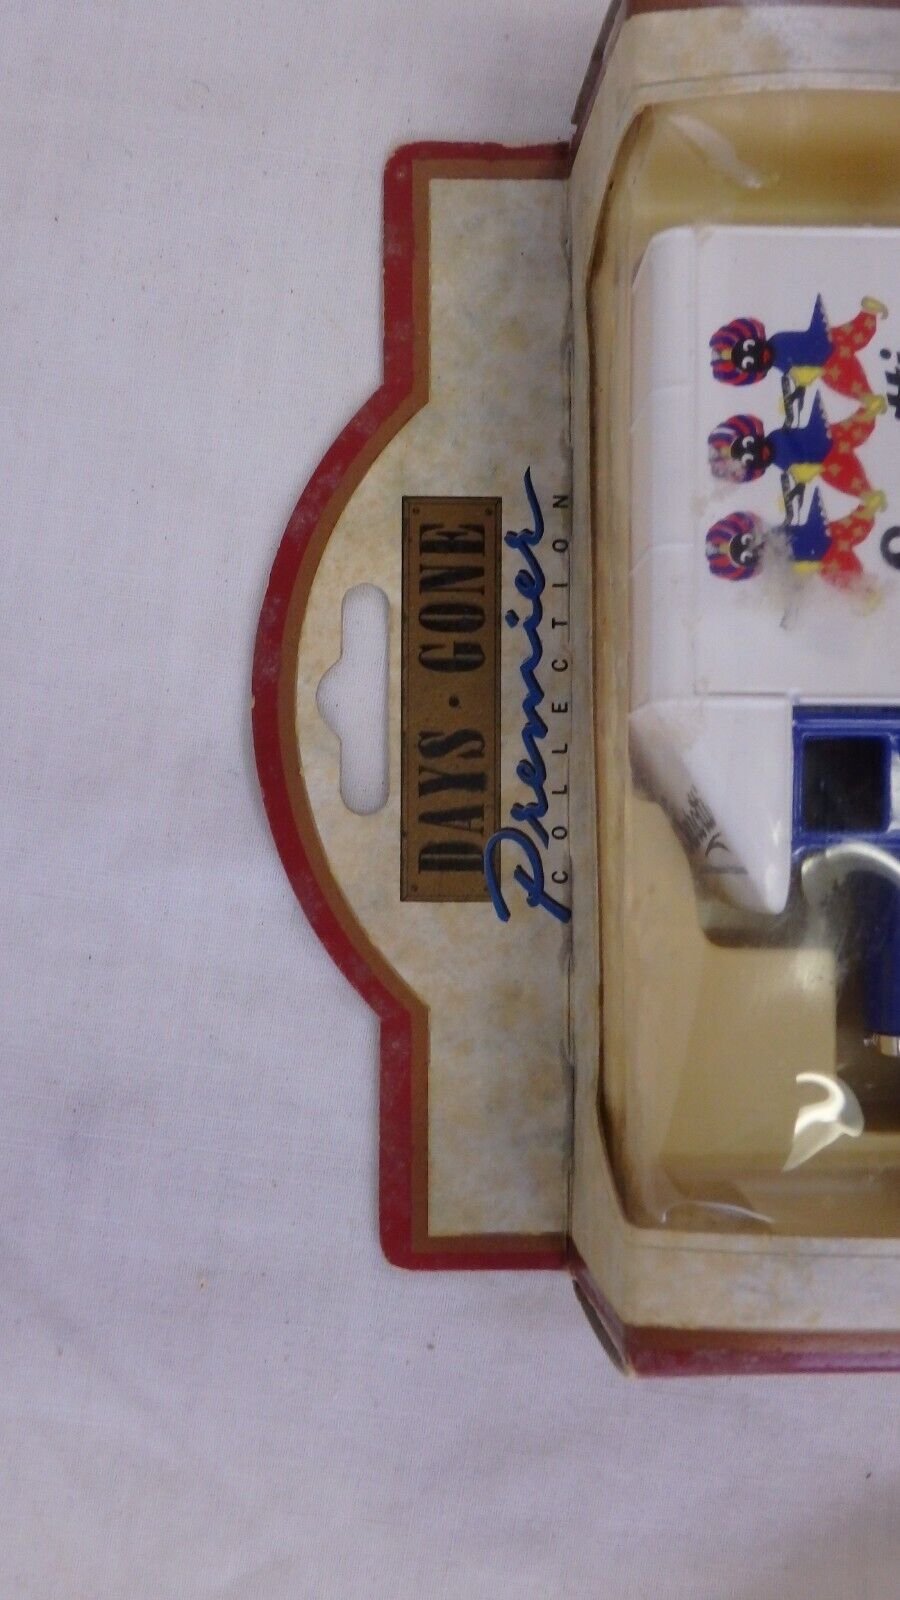 DAYS · GONE
Premier
COLLECTION